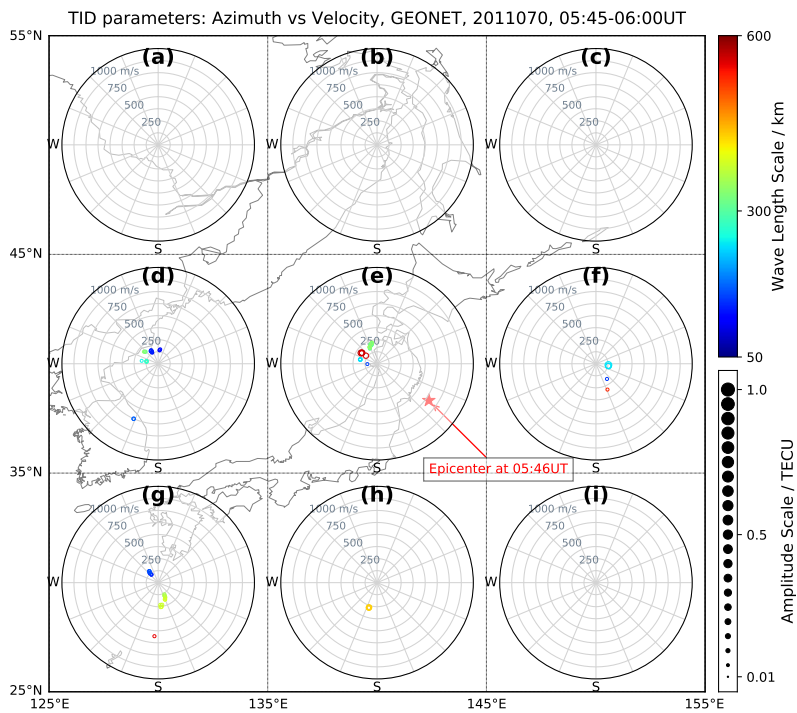 TID parameters: Azimuth vs Velocity, GEONET, 2011070, 05:45-06:00UT
55°N
(a)
1000 m/s
750
500
250
W
S
(b)
1000 m/s
750
500
250
W
S
(c)
1000 m/s
750
500
250
W
S
45°N
(d)
1000 m/s
750
500
250
W
S
(e)
1000 m/s
750
500
250
W
S
(f)
1000 m/s
750
500
250
W
S
Epicenter at 05:46UT
35°N
(g)
1000 m/s
750
500
250
W
S
(h)
1000 m/s
750
500
250
W
S
(i)
1000 m/s
750
500
250
W
S
25°N
125°E
135°E
145°E
155°E
600
300
50
Wave Length Scale / km
1.0
0.5
0.01
Amplitude Scale / TECU